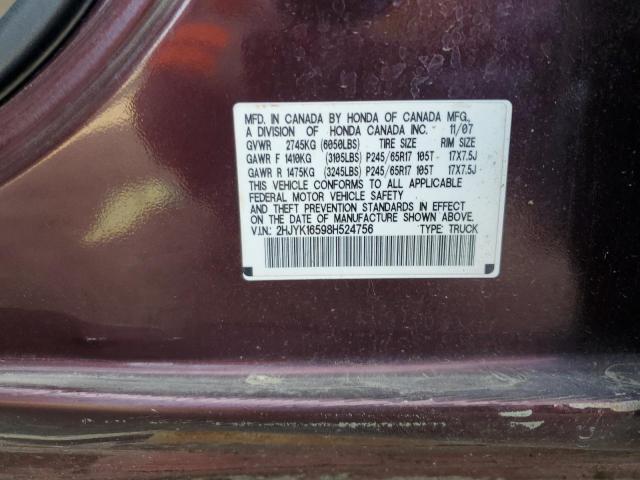 MFD. IN CANADA BY HONDA OF CANADA MFG.,
A DIVISION OF HONDA CANADA INC. 11/07
GVWR 2745KG (6050LBS) TIRE SIZE RIM SIZE
GAWR F 1410KG (3105LBS) P245/65R17 105T 17X7.5J
GAWR R 1475KG (3245LBS) P245/65R17 105T 17X7.5J
THIS VEHICLE CONFORMS TO ALL APPLICABLE
FEDERAL MOTOR VEHICLE SAFETY
AND THEFT PREVENTION STANDARDS IN EFFECT
ON THE DATE OF MANUFACTURE SHOWN ABOVE.
V.I.N: 2HJYK16598H524756 TYPE: TRUCK